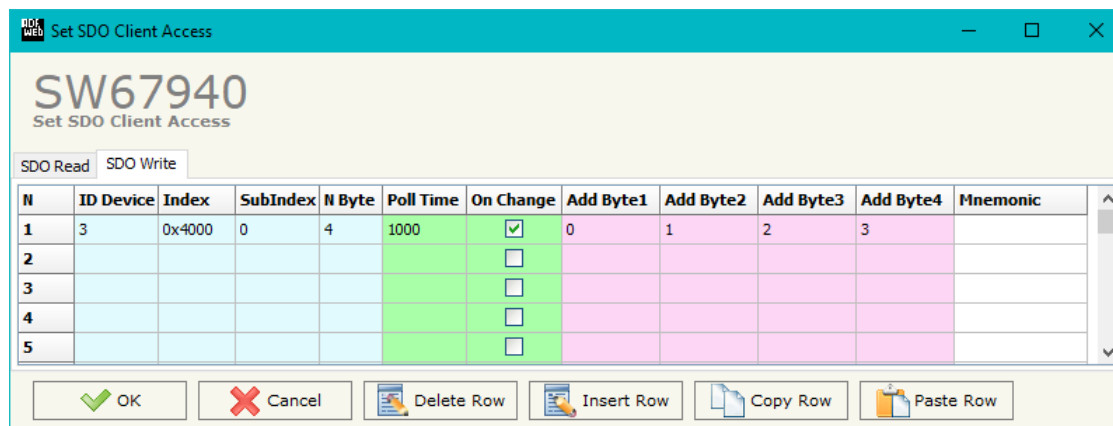 ADF WEB Set SDO Client Access
SW67940
Set SDO Client Access
SDO Read SDO Write
N ID Device Index SubIndex N Byte Poll Time On Change Add Byte1 Add Byte2 Add Byte3 Add Byte4 Mnemonic
1 3 0x4000 0 4 1000 0 1 2 3
2
3
4
5
OK Cancel Delete Row Insert Row Copy Row Paste Row